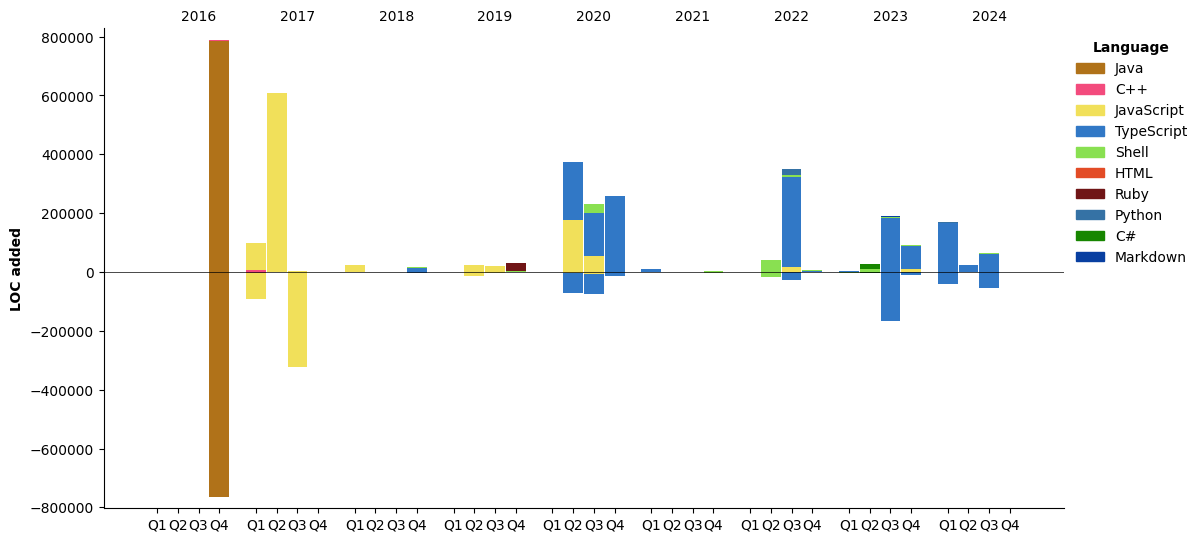 2016 2017 2018 2019 2020 2021 2022 2023 2024
800000
600000
400000
200000
0
−200000
−400000
−600000
−800000
LOC added
Q1 Q2 Q3 Q4 Q1 Q2 Q3 Q4 Q1 Q2 Q3 Q4 Q1 Q2 Q3 Q4 Q1 Q2 Q3 Q4 Q1 Q2 Q3 Q4 Q1 Q2 Q3 Q4 Q1 Q2 Q3 Q4 Q1 Q2 Q3 Q4
Language
Java
C++
JavaScript
TypeScript
Shell
HTML
Ruby
Python
C#
Markdown